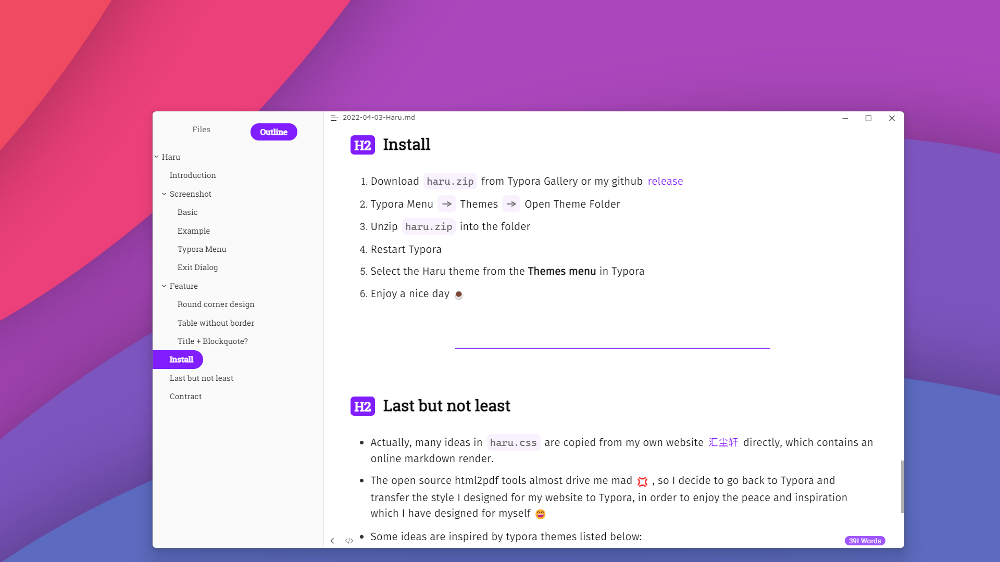 Files
Outline
Haru
Introduction
Screenshot
Basic
Example
Typora Menu
Exit Dialog
Feature
Round corner design
Table without border
Title + Blockquote?
Install
Last but not least
Contract
2022-04-03-Haru.md
H2 Install
1. Download haru.zip from Typora Gallery or my github release
2. Typora Menu → Themes → Open Theme Folder
3. Unzip haru.zip into the folder
4. Restart Typora
5. Select the Haru theme from the Themes menu in Typora
6. Enjoy a nice day ☕
H2 Last but not least
• Actually, many ideas in haru.css are copied from my own website 汇尘轩 directly, which contains an
online markdown render.
• The open source html2pdf tools almost drive me mad 💢 , so I decide to go back to Typora and
transfer the style I designed for my website to Typora, in order to enjoy the peace and inspiration
which I have designed for myself 😄
• Some ideas are inspired by typora themes listed below:
391 Words